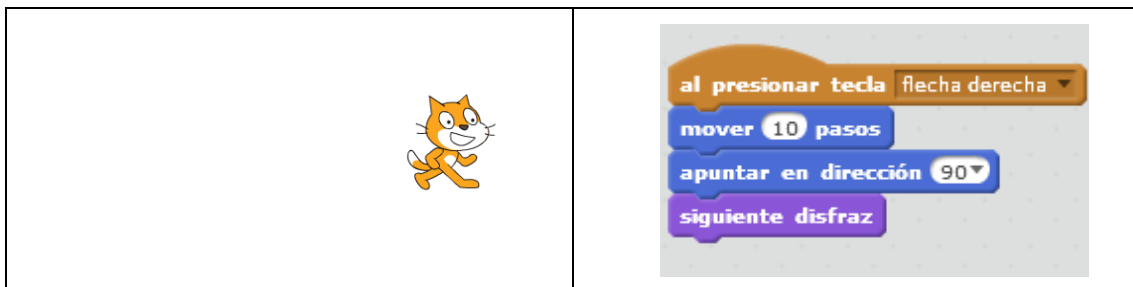 al presionar tecla flecha derecha
mover 10 pasos
apuntar en dirección 90
siguiente disfraz